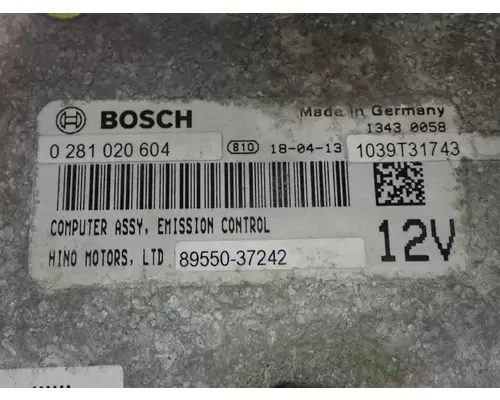 BOSCH
Made in Germany
1343 0058
0 281 020 604
810 18-04-13 1039T31743
COMPUTER ASSY, EMISSION CONTROL
HINO MOTORS, LTD 89550-37242
12V